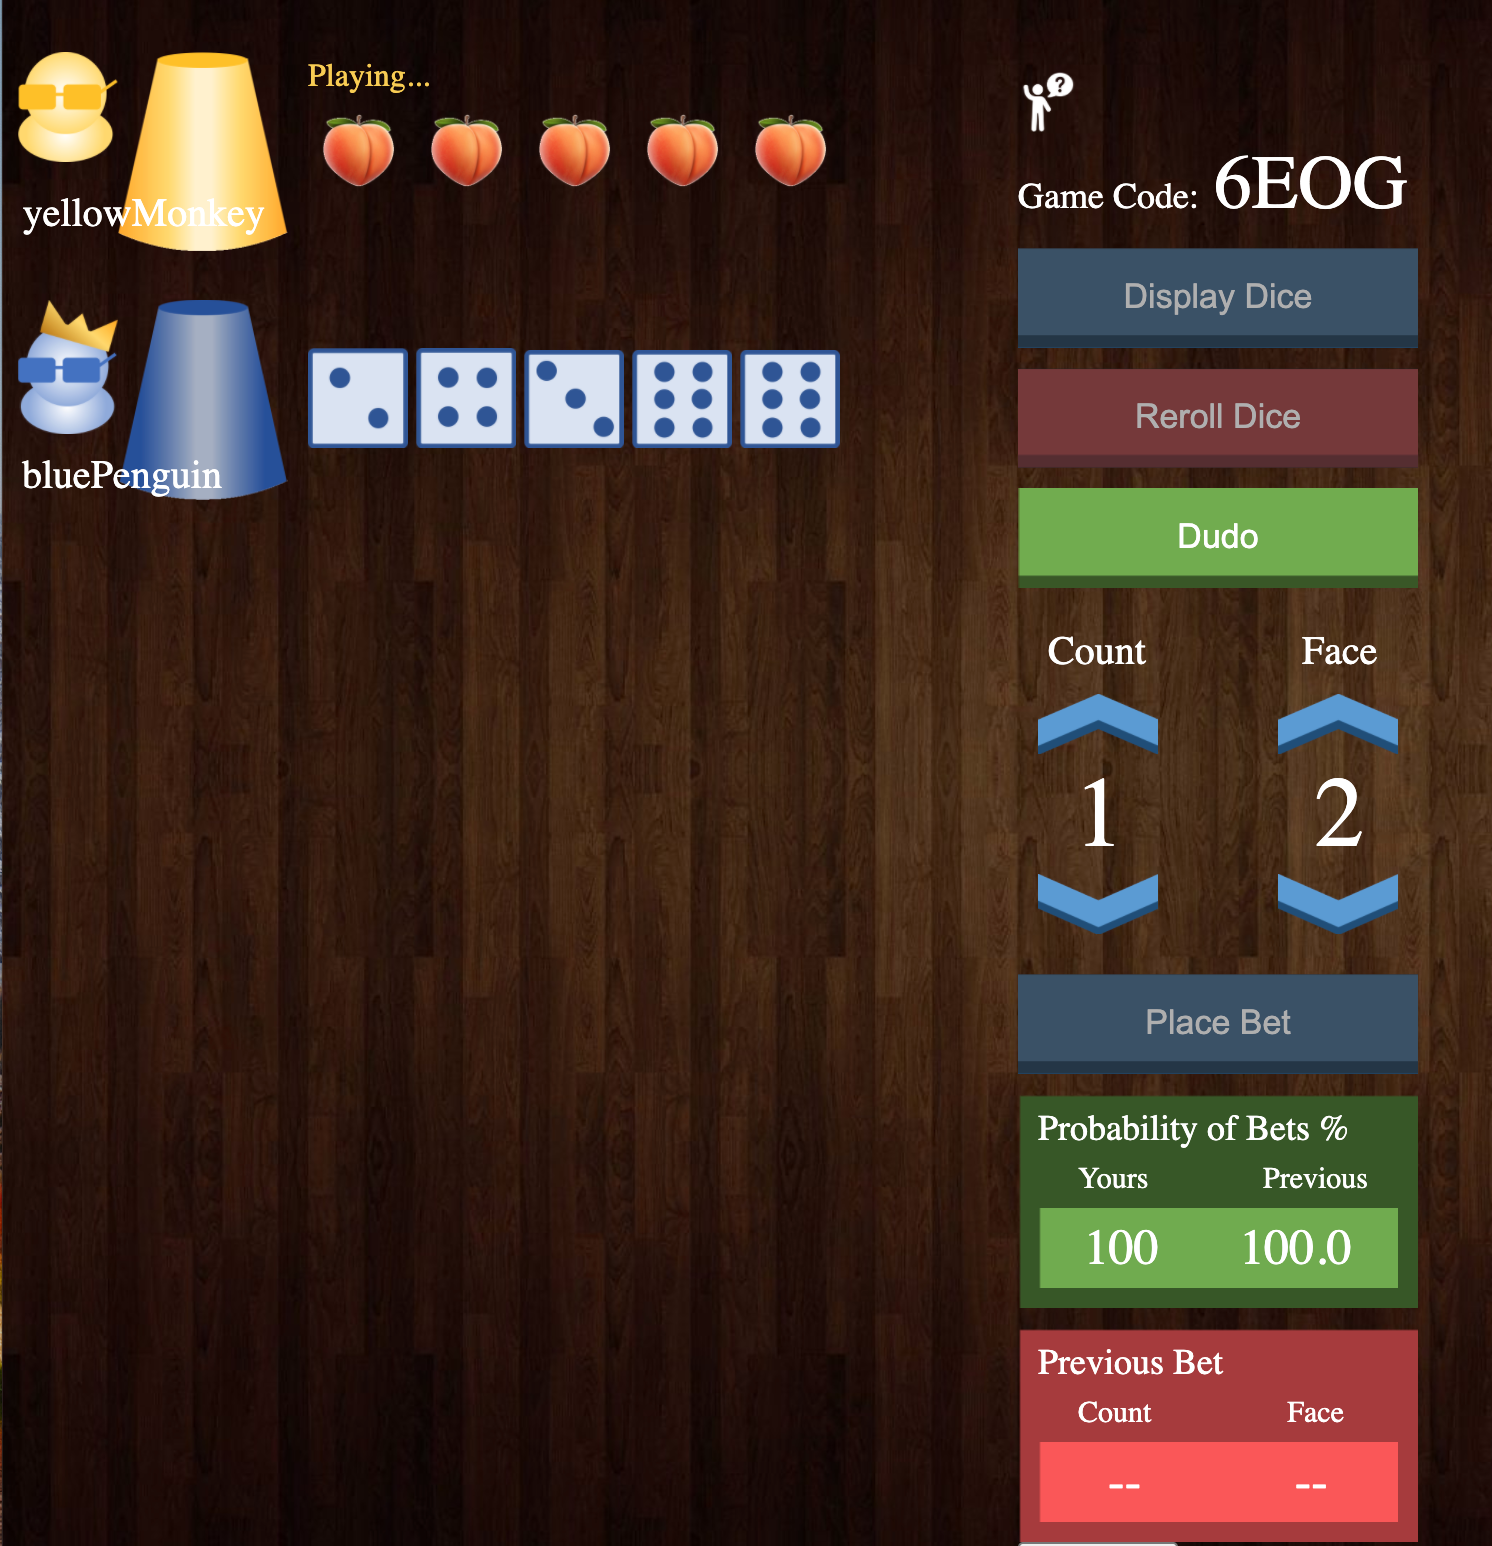 Playing...
yellowMonkey
bluePenguin
?
Game Code: 6EOG
Display Dice
Reroll Dice
Dudo
Count Face
1 2
Place Bet
Probability of Bets %
Yours Previous
100 100.0
Previous Bet
Count Face
-- --